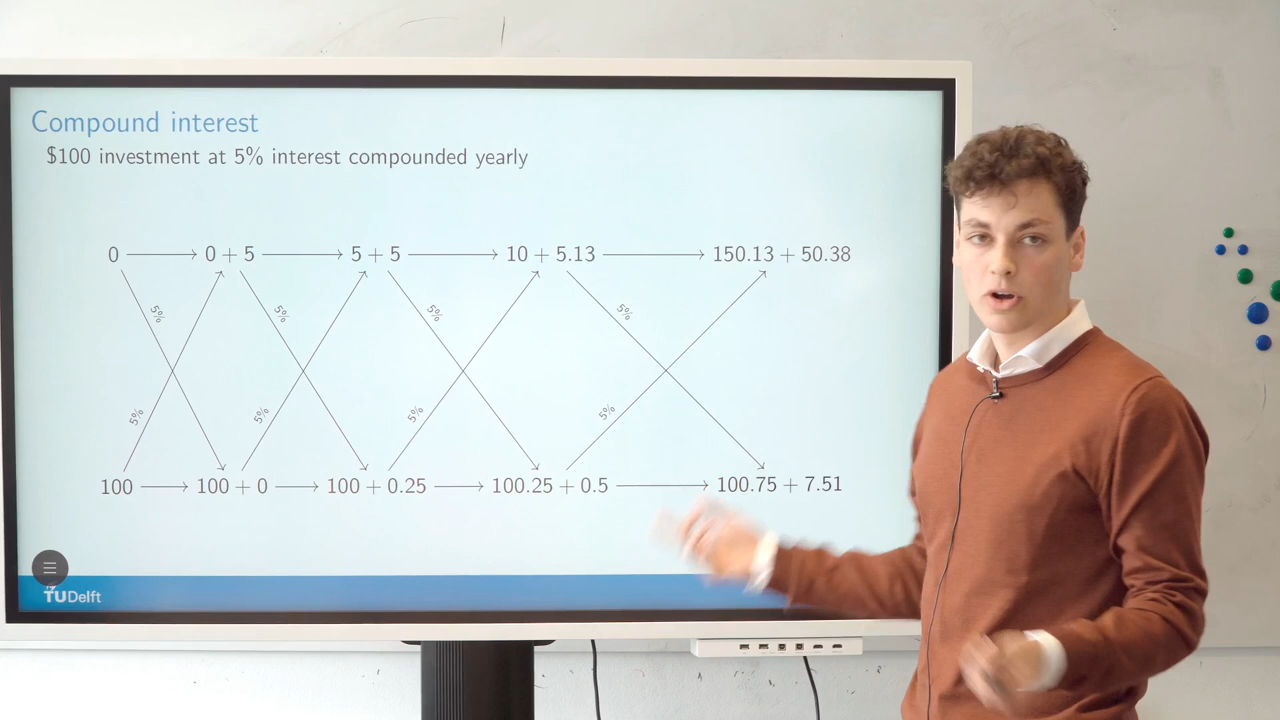 Compound interest
$100 investment at 5% interest compounded yearly
0 0 + 5 5 + 5 10 + 5.13 150.13 + 50.38
5% 5% 5% 5%
5% 5% 5% 5%
100 100 + 0 100 + 0.25 100.25 + 0.5 100.75 + 7.51
TUDelft